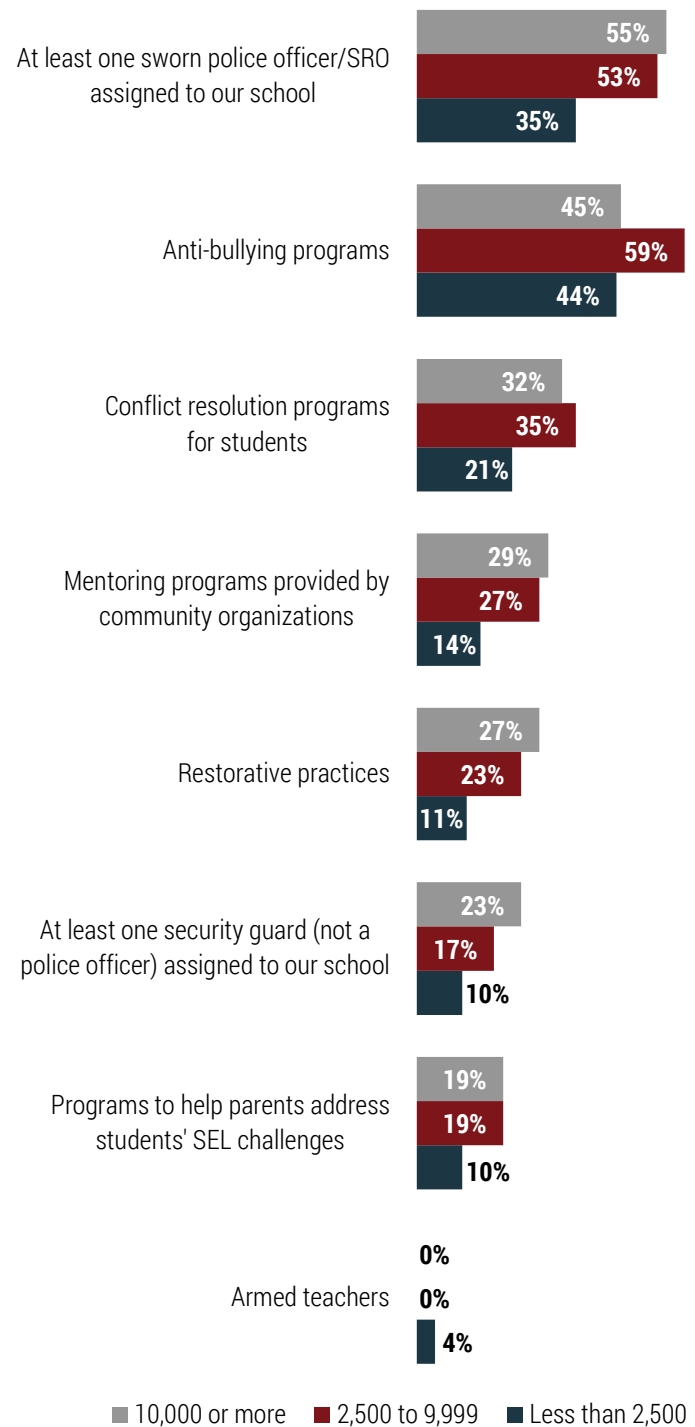 55%
At least one sworn police officer/SRO
assigned to our school
53%
35%
45%
Anti-bullying programs
59%
44%
32%
Conflict resolution programs
for students
35%
21%
29%
Mentoring programs provided by
community organizations
27%
14%
27%
Restorative practices
23%
11%
23%
At least one security guard (not a
police officer) assigned to our school
17%
10%
19%
Programs to help parents address
students' SEL challenges
19%
10%
0%
Armed teachers
0%
4%
10,000 or more 2,500 to 9,999 Less than 2,500